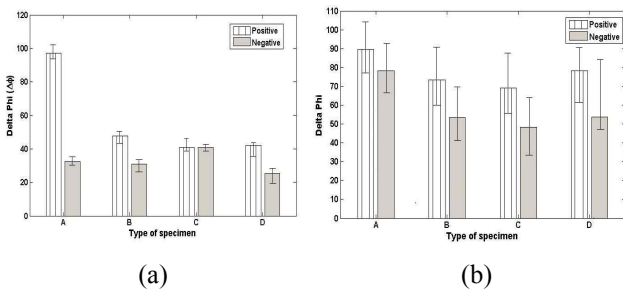 120
100
80
60
40
20
0
Delta Phi (Δϕ)
Positive
Negative
A B C D
Type of specimen
(a)
110
100
90
80
70
60
50
40
30
20
10
0
Delta Phi
Positive
Negative
A B C D
Type of specimen
(b)